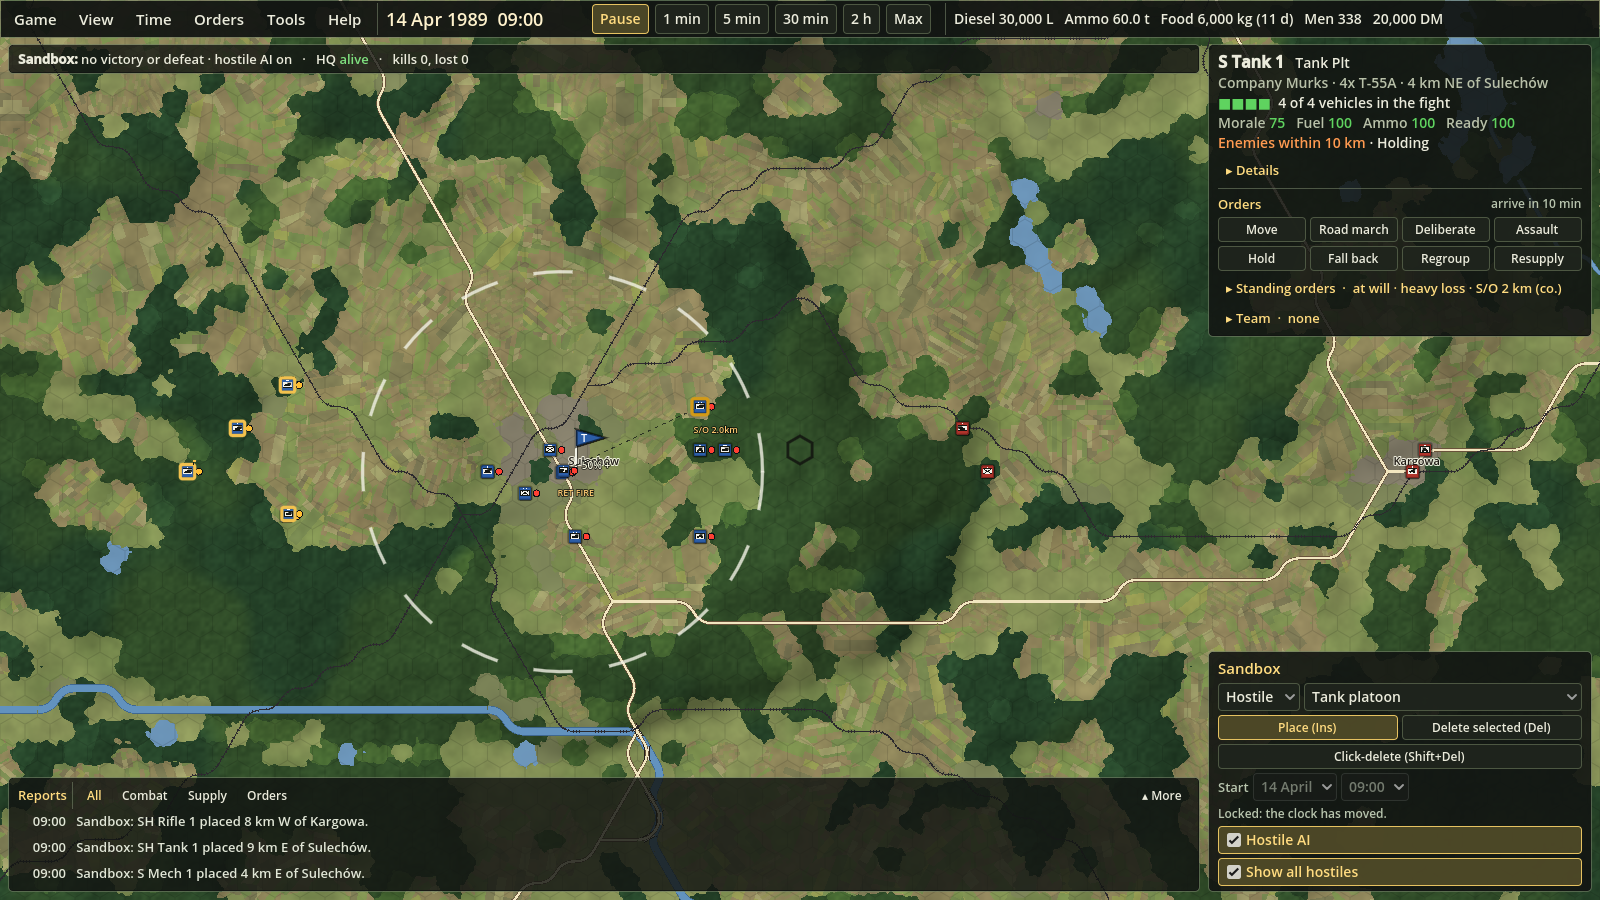 Game View Time Orders Tools Help 14 Apr 1989 09:00 Pause 1 min 5 min 30 min 2 h Max Diesel 30,000 L Ammo 60.0 t Food 6,000 kg (11 d) Men 338 20,000 DM
Sandbox: no victory or defeat · hostile AI on · HQ alive · kills 0, lost 0
S Tank 1 Tank Plt
Company Murks · 4x T-55A · 4 km NE of Sulechów
4 of 4 vehicles in the fight
Morale 75 Fuel 100 Ammo 100 Ready 100
Enemies within 10 km · Holding
▸ Details
Orders arrive in 10 min
Move Road march Deliberate Assault
Hold Fall back Regroup Resupply
▸ Standing orders · at will · heavy loss · S/O 2 km (co.)
▸ Team · none
S/O 2.0km
T
Sulechów
RET FIRE
Kargowa
Sandbox
Hostile Tank platoon
Place (Ins) Delete selected (Del)
Click-delete (Shift+Del)
Start 14 April 09:00
Locked: the clock has moved.
Hostile AI
Show all hostiles
Reports All Combat Supply Orders ▴ More
09:00 Sandbox: SH Rifle 1 placed 8 km W of Kargowa.
09:00 Sandbox: SH Tank 1 placed 9 km E of Sulechów.
09:00 Sandbox: S Mech 1 placed 4 km E of Sulechów.